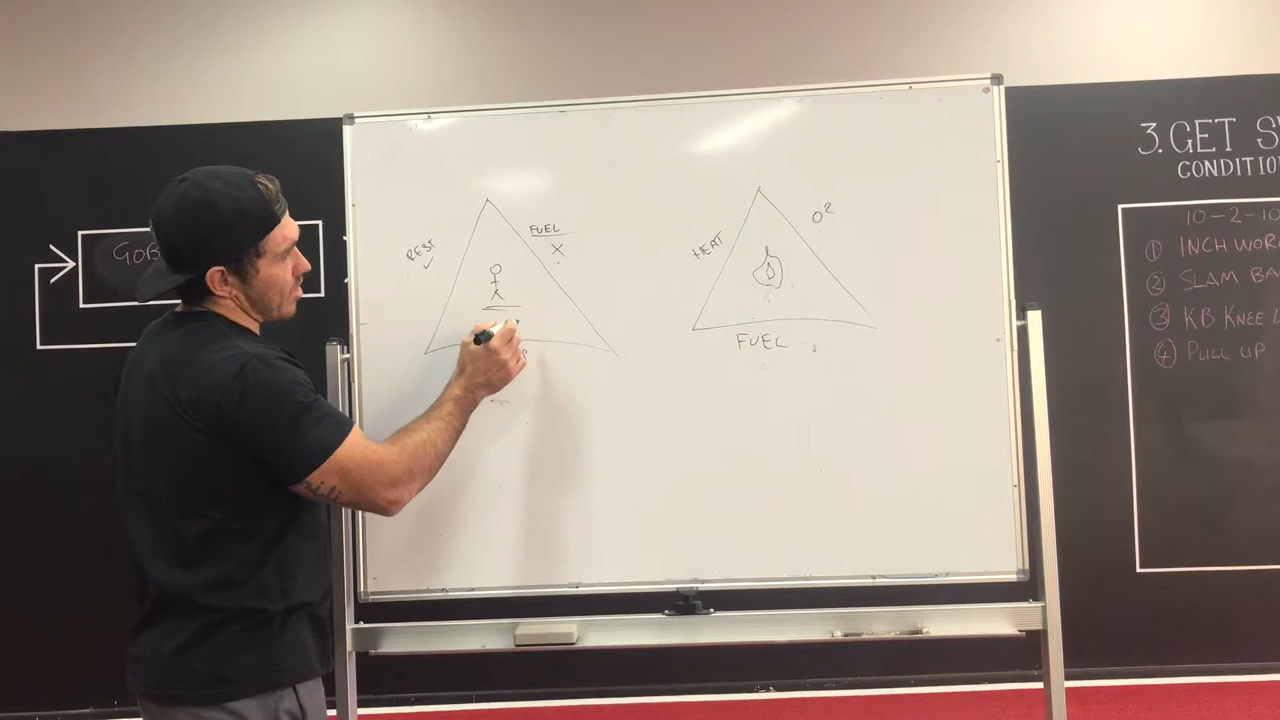 REST
FUEL
X
HEAT
O²
FUEL
GOB
3. GET S
CONDITIO
10-2-10
① INCH WOR
② SLAM BA
③ KB KNEE L
④ PULL UP